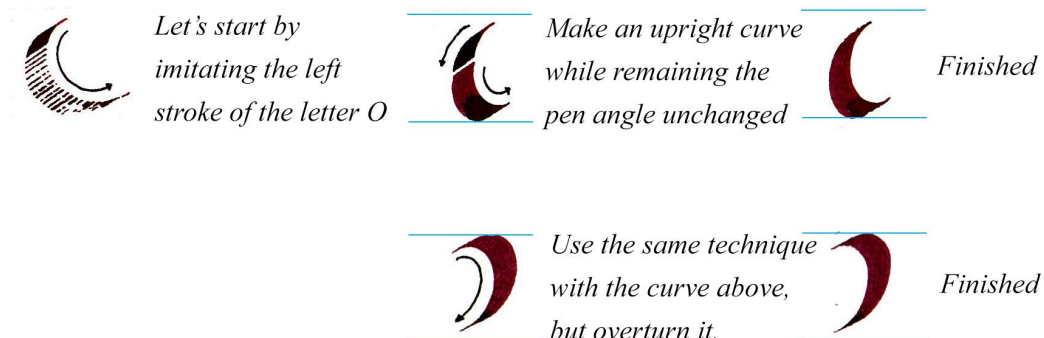 Let's start by
imitating the left
stroke of the letter O
Make an upright curve
while remaining the
pen angle unchanged
Finished
Use the same technique
with the curve above,
but overturn it.
Finished